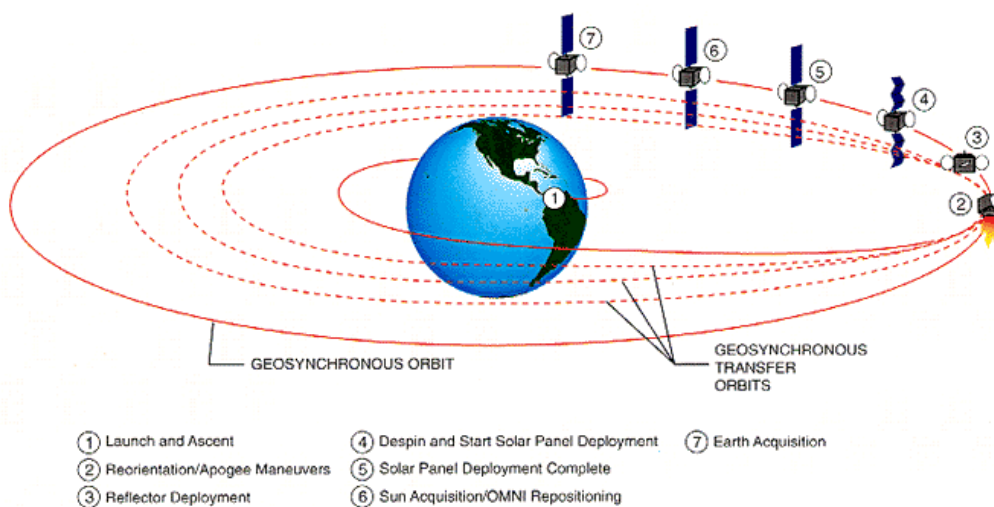 7
6
5
4
3
1
2
GEOSYNCHRONOUS ORBIT
GEOSYNCHRONOUS
TRANSFER
ORBITS
1 Launch and Ascent
2 Reorientation/Apogee Maneuvers
3 Reflector Deployment
4 Despin and Start Solar Panel Deployment
5 Solar Panel Deployment Complete
6 Sun Acquisition/OMNI Repositioning
7 Earth Acquisition